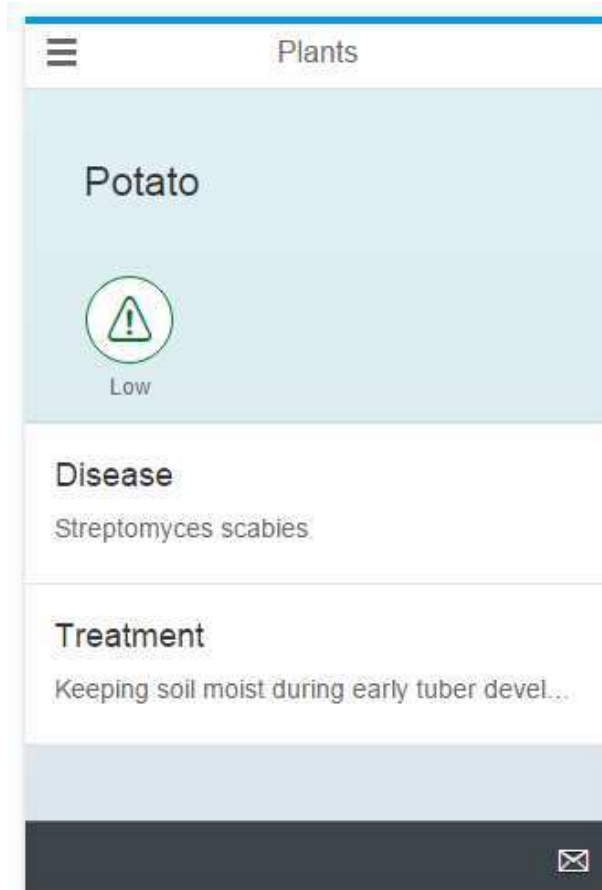 Plants
Potato
Low
Disease
Streptomyces scabies
Treatment
Keeping soil moist during early tuber devel...